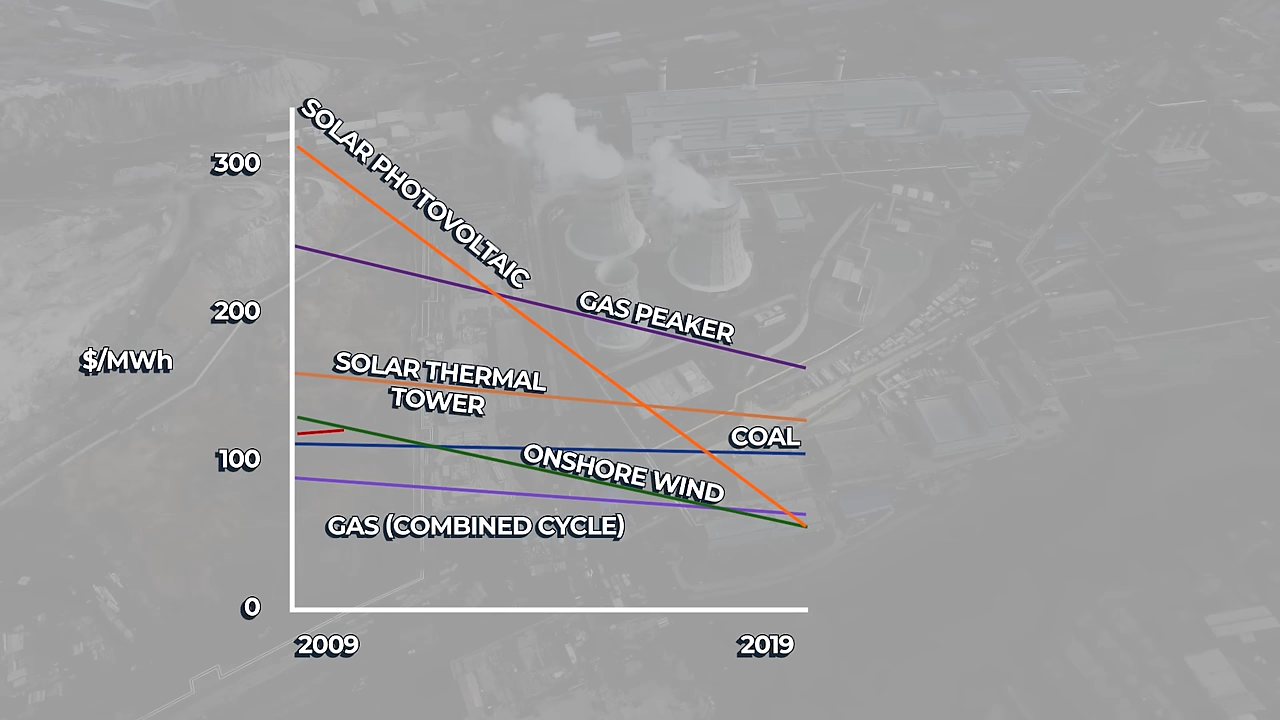 SOLAR PHOTOVOLTAIC
300
GAS PEAKER
200
$/MWh
SOLAR THERMAL
TOWER
COAL
100
ONSHORE WIND
GAS (COMBINED CYCLE)
0
2009
2019